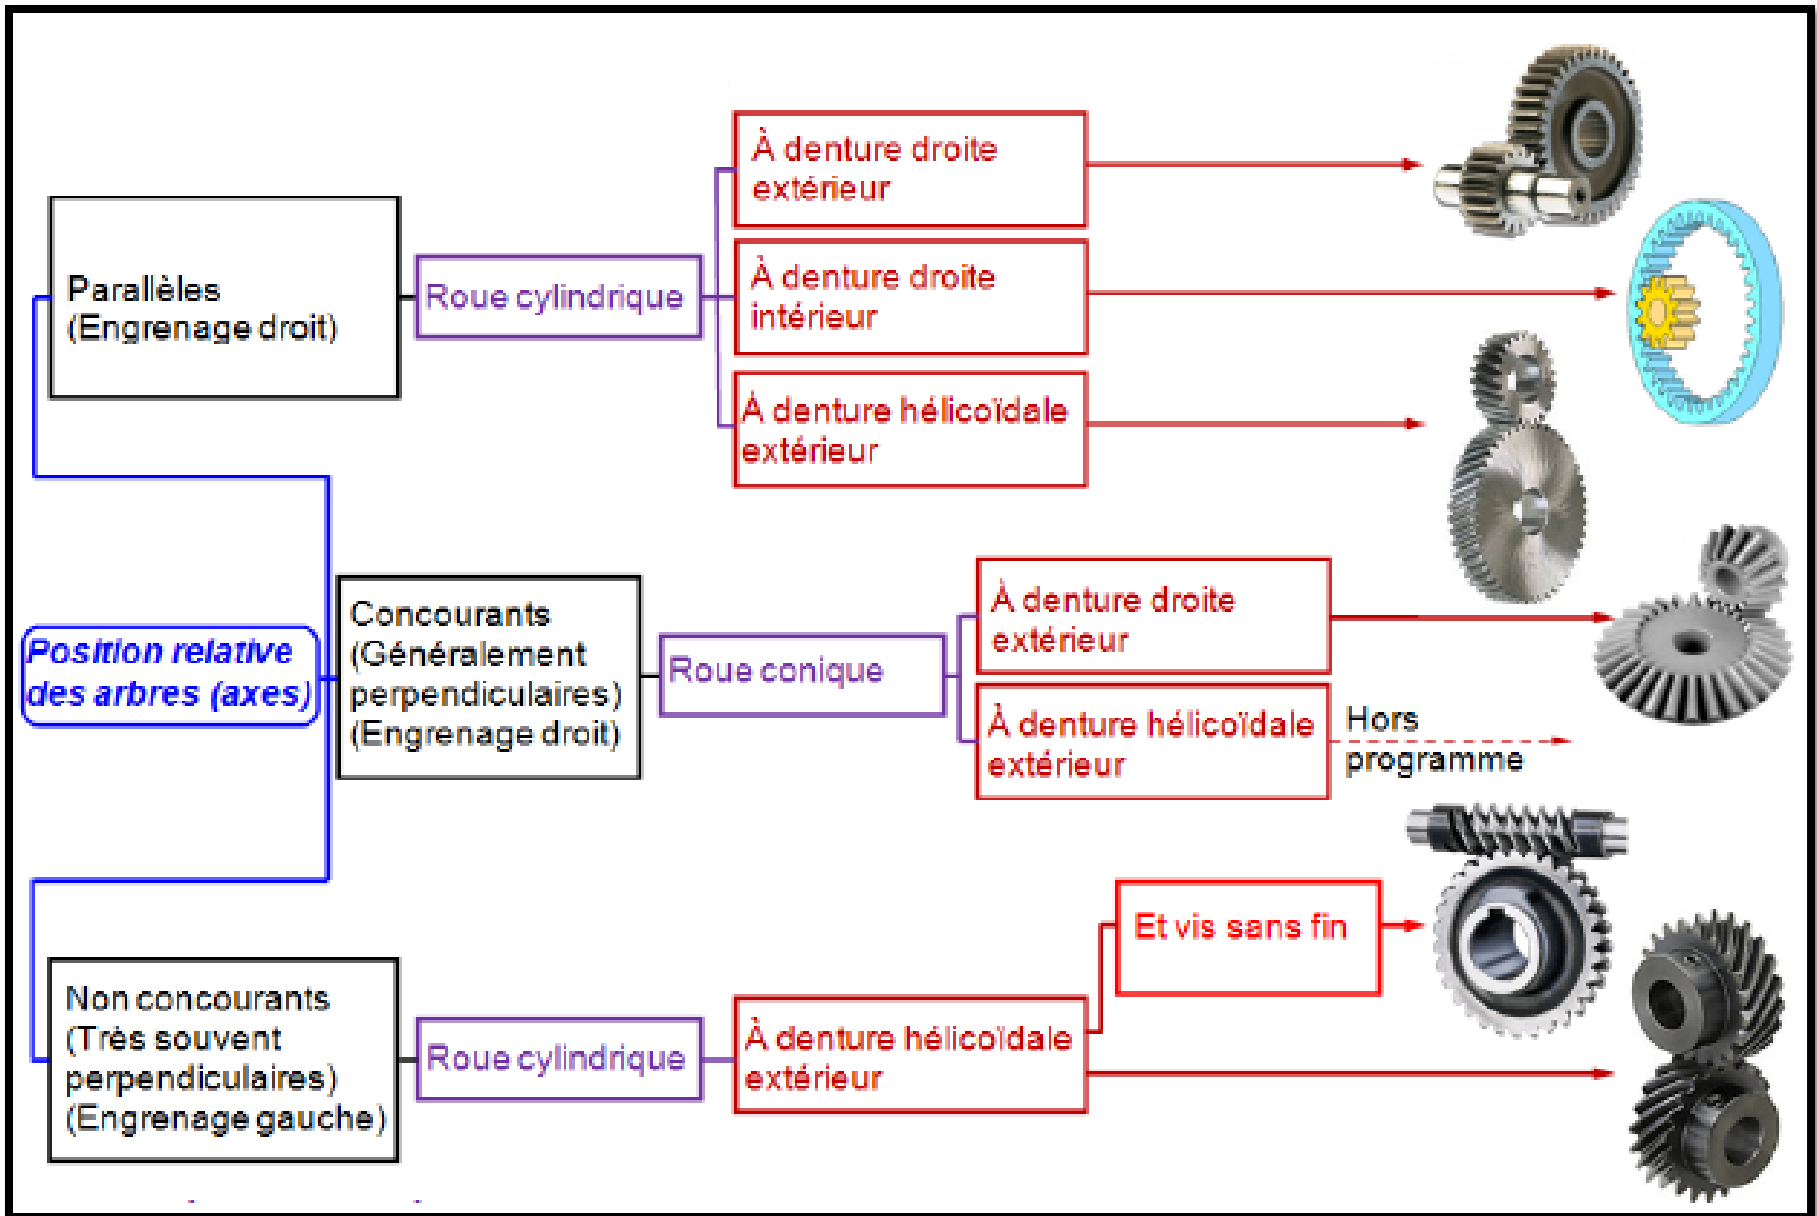 À denture droite
extérieur
Parallèles
(Engrenage droit)
Roue cylindrique
À denture droite
intérieur
À denture hélicoïdale
extérieur
Position relative
des arbres (axes)
Concourants
(Généralement
perpendiculaires)
(Engrenage droit)
Roue conique
À denture droite
extérieur
À denture hélicoïdale
extérieur
Hors
programme
Et vis sans fin
Non concourants
(Très souvent
perpendiculaires)
(Engrenage gauche)
Roue cylindrique
À denture hélicoïdale
extérieur